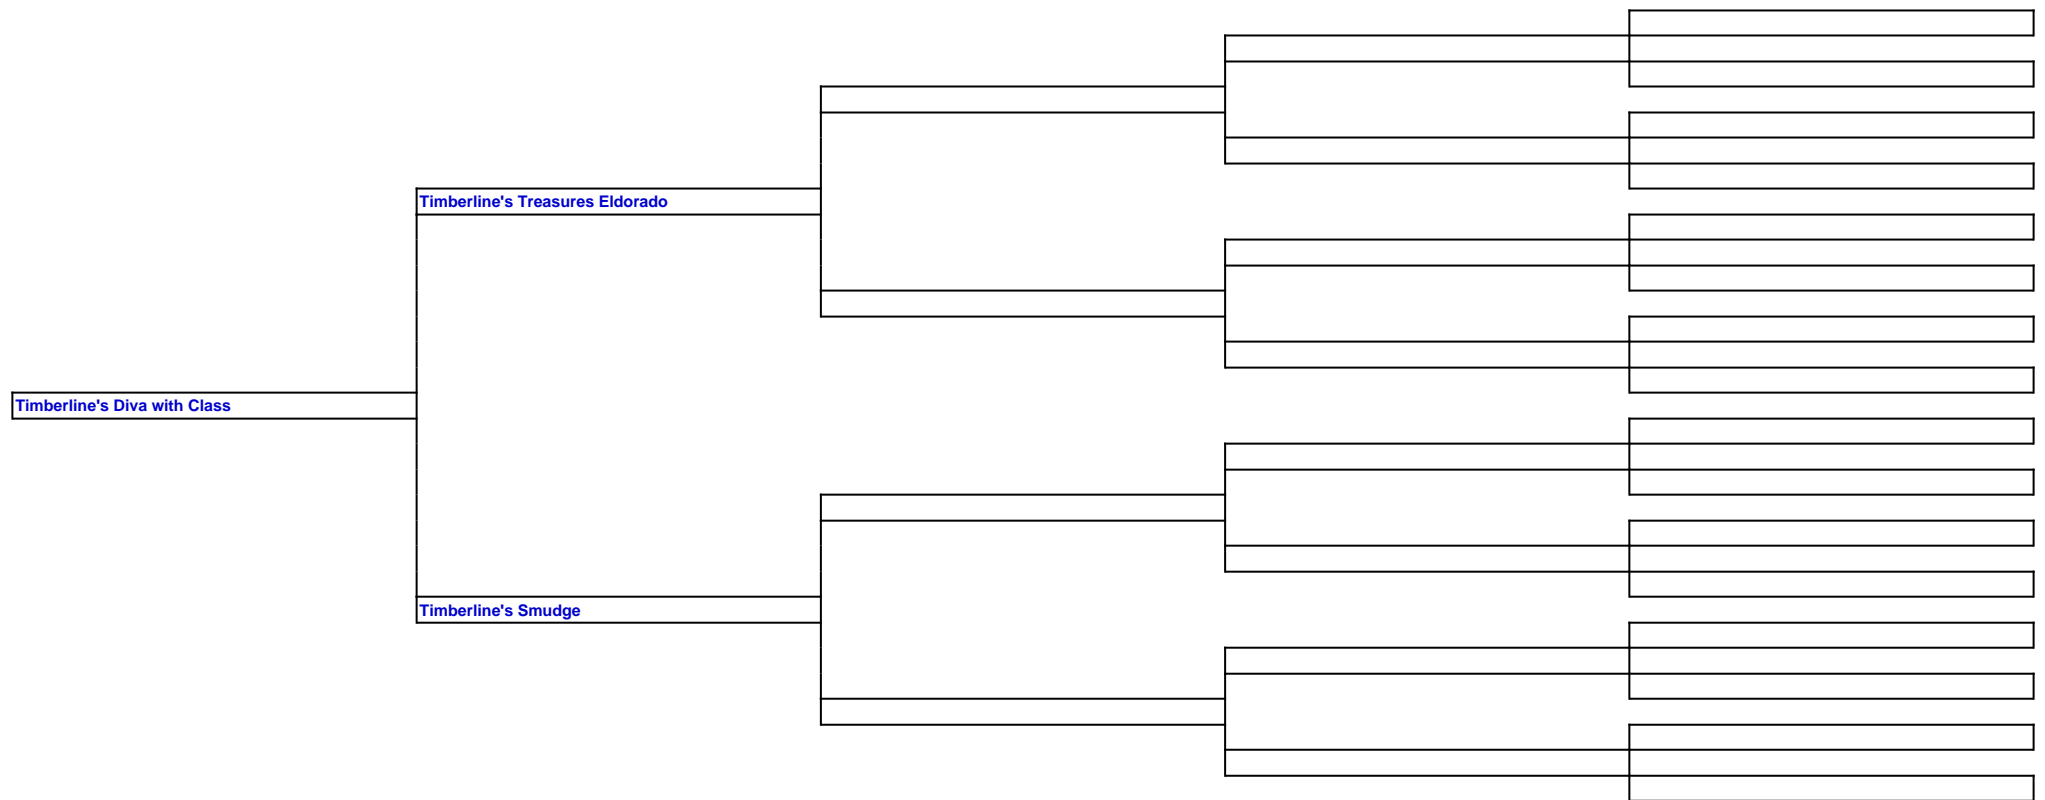 Timberline's Treasures Eldorado
Timberline's Diva with Class
Timberline's Smudge